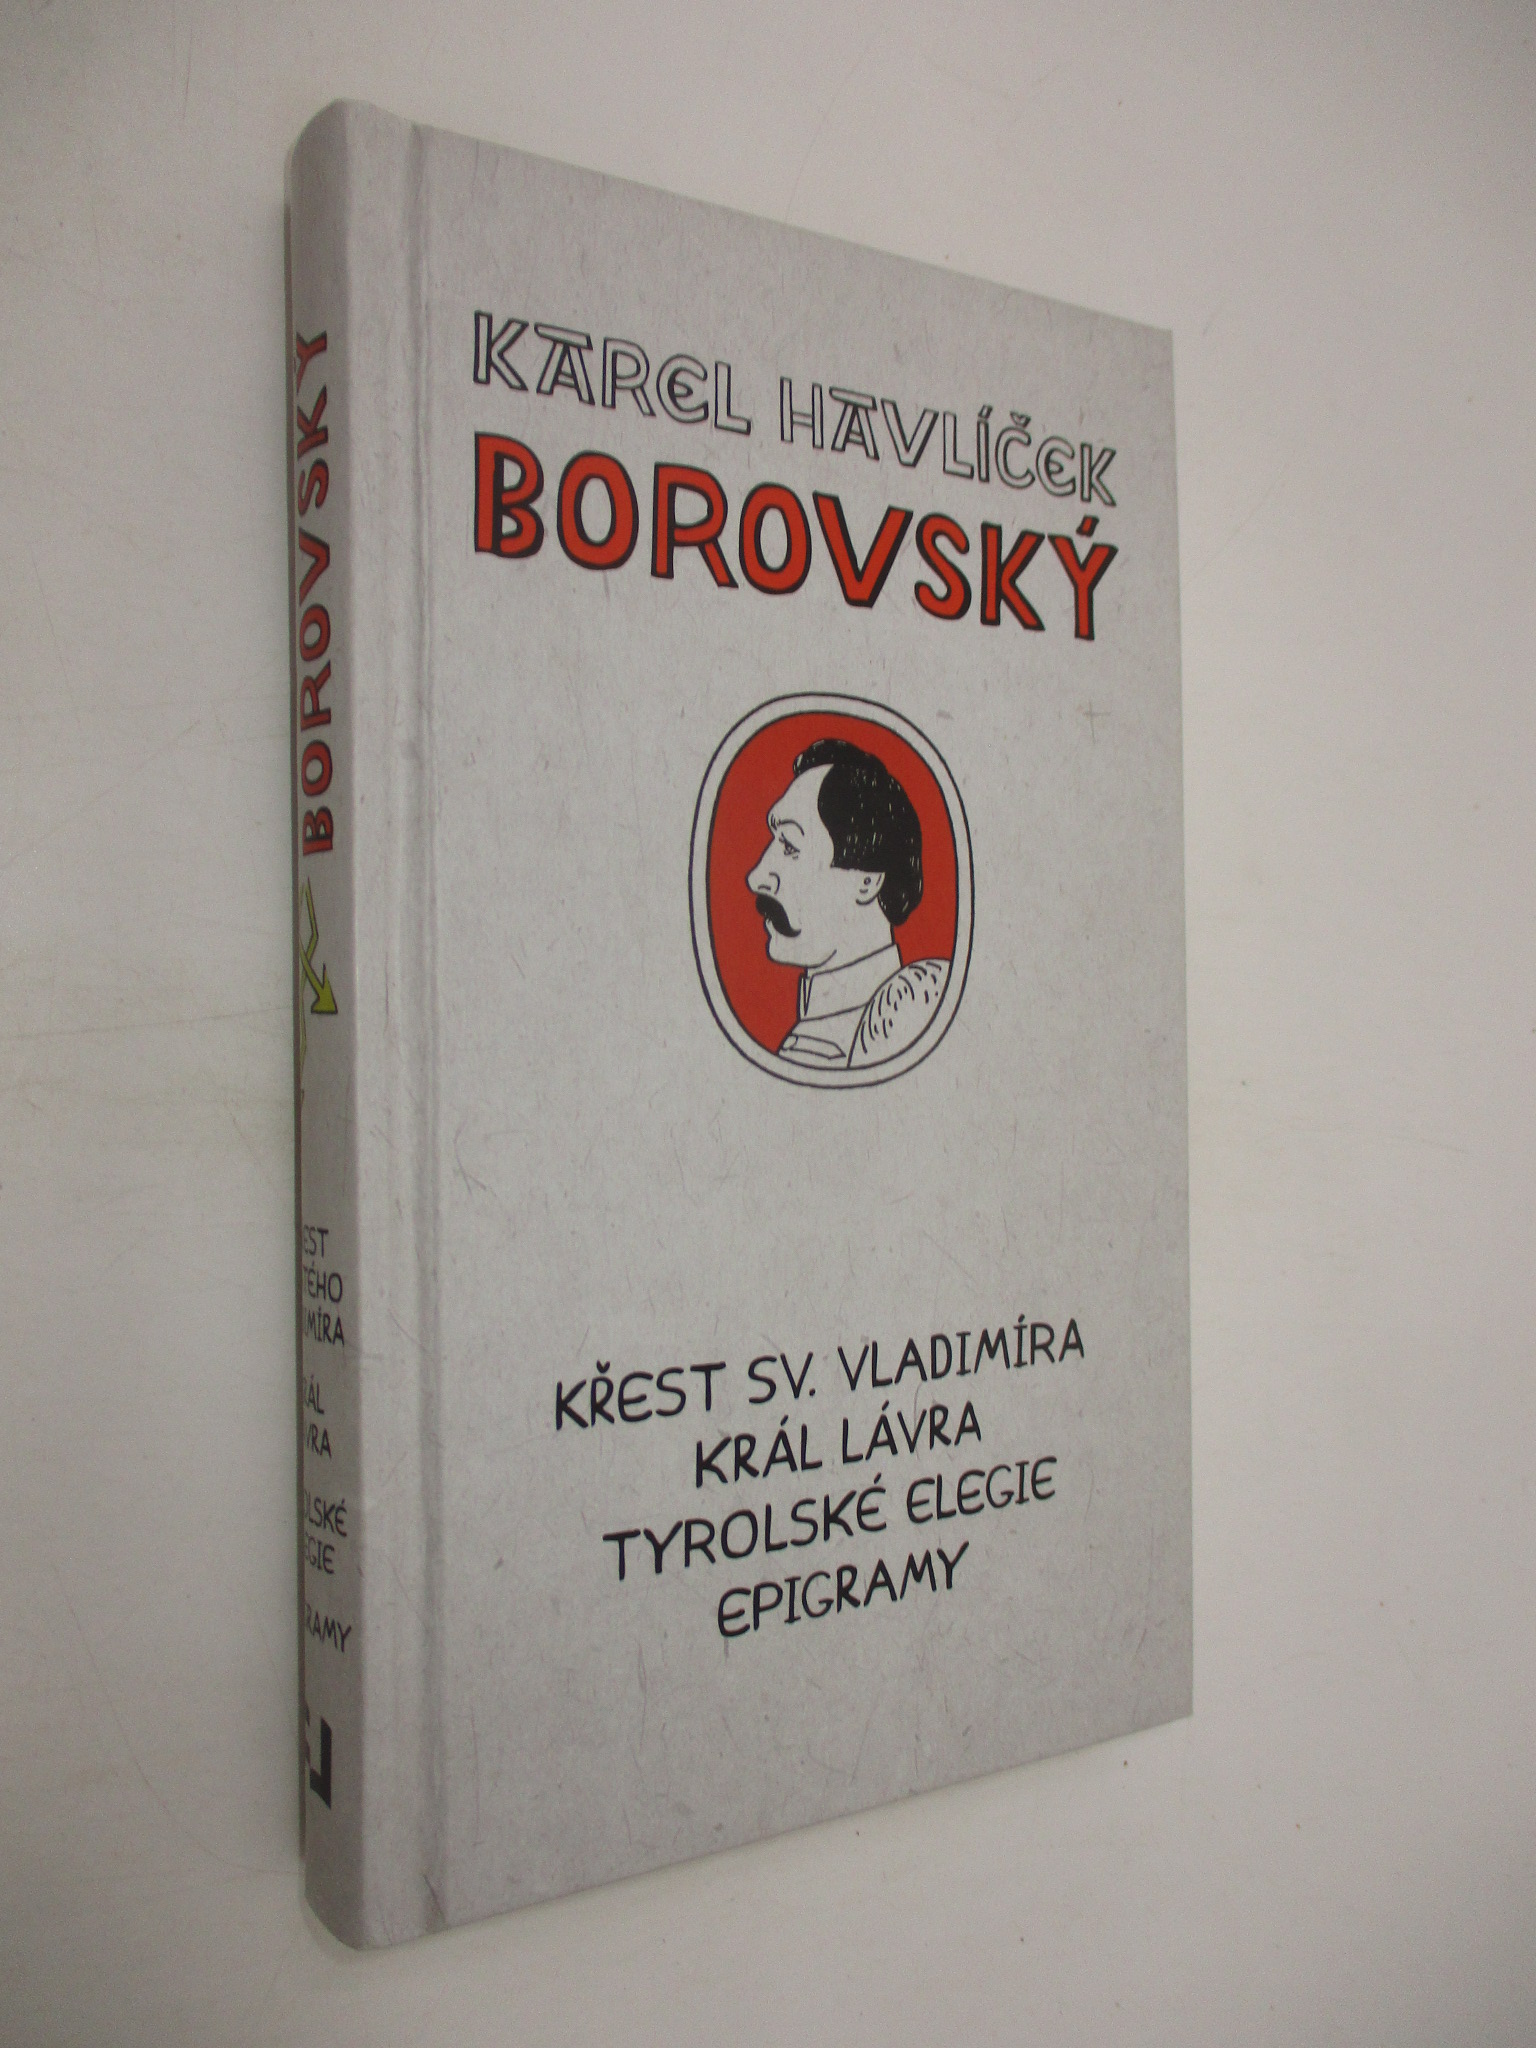 KAREL HAVLÍČEK
BOROVSKÝ
KŘEST SV. VLADIMÍRA
KRÁL LÁVRA
TYROLSKÉ ELEGIE
EPIGRAMY
BOROVSKÝ